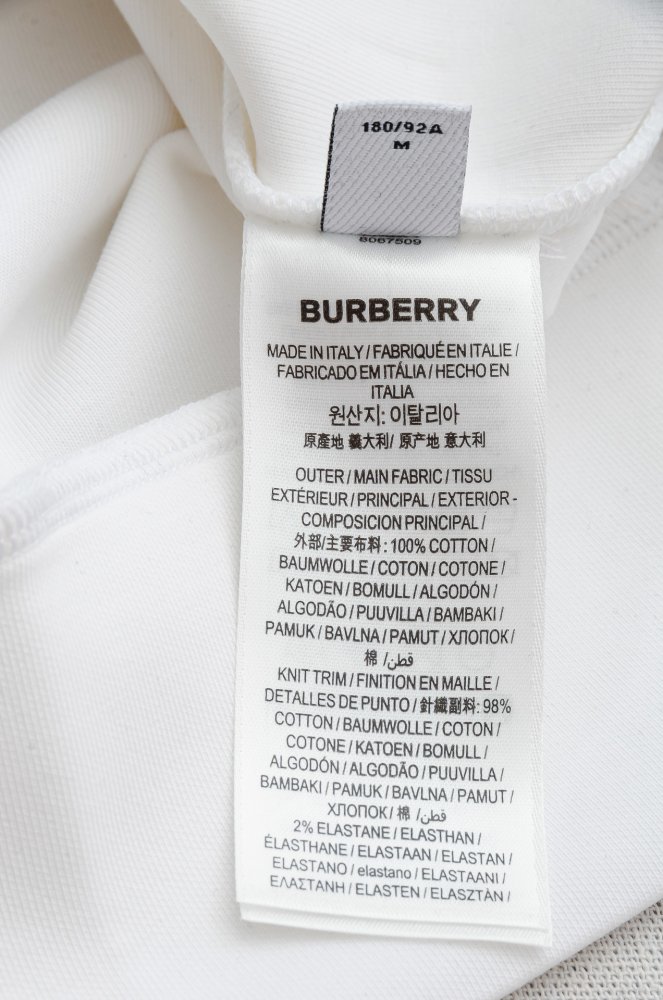 180/92A
M
8067509
BURBERRY
MADE IN ITALY / FABRIQUÉ EN ITALIE /
FABRICADO EM ITÁLIA / HECHO EN
ITALIA
원산지: 이탈리아
原產地 義大利/ 原产地 意大利
OUTER / MAIN FABRIC / TISSU
EXTÉRIEUR / PRINCIPAL / EXTERIOR -
COMPOSICION PRINCIPAL /
外部/主要布料: 100% COTTON /
BAUMWOLLE / COTON / COTONE /
KATOEN / BOMULL / ALGODÓN /
ALGODÃO / PUUVILLA / BAMBAKI /
PAMUK / BAVLNA / PAMUT / ХЛОПОК /
棉 / قطن/
KNIT TRIM / FINITION EN MAILLE /
DETALLES DE PUNTO / 針織副料: 98%
COTTON / BAUMWOLLE / COTON /
COTONE / KATOEN / BOMULL /
ALGODÓN / ALGODÃO / PUUVILLA /
BAMBAKI / PAMUK / BAVLNA / PAMUT /
ХЛОПОК / 棉 / قطن/
2% ELASTANE / ELASTHAN /
ÉLASTHANE / ELASTAAN / ELASTAN /
ELASTANO / elastano / ELASTAANI /
ΕΛΑΣΤΑΝΗ / ELASTEN / ELASZTÁN /